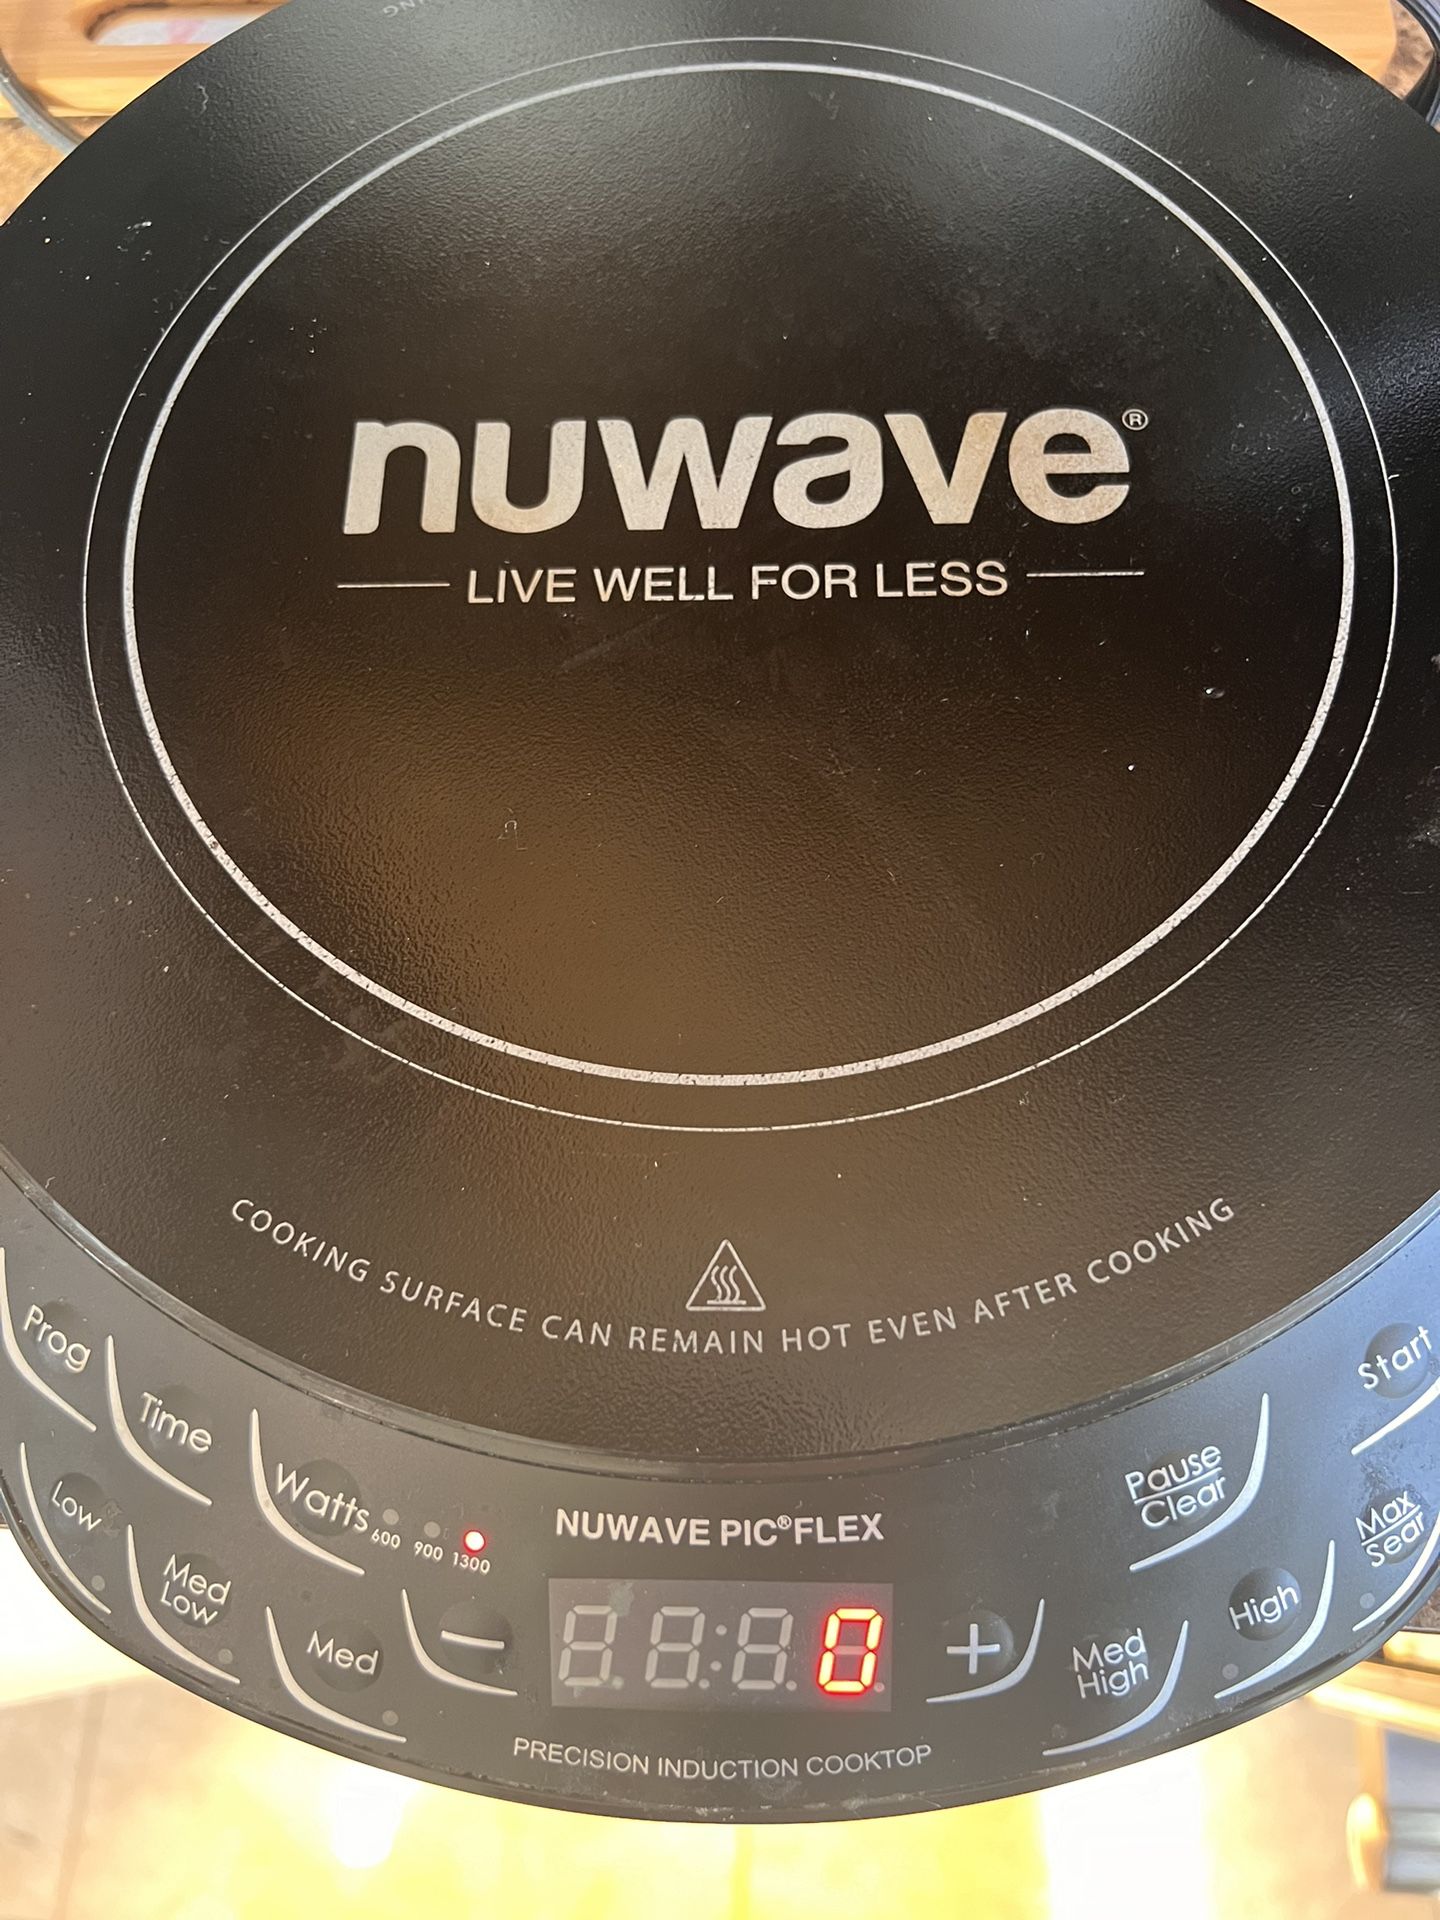 NG
nuwave®
LIVE WELL FOR LESS
COOKING SURFACE CAN REMAIN HOT EVEN AFTER COOKING
Prog
Time
Watts
600 900 1300
NUWAVE PIC®FLEX
Pause
Clear
Start
Low
Med
Low
Med
−
0
+
Med
High
High
Max
Sear
PRECISION INDUCTION COOKTOP